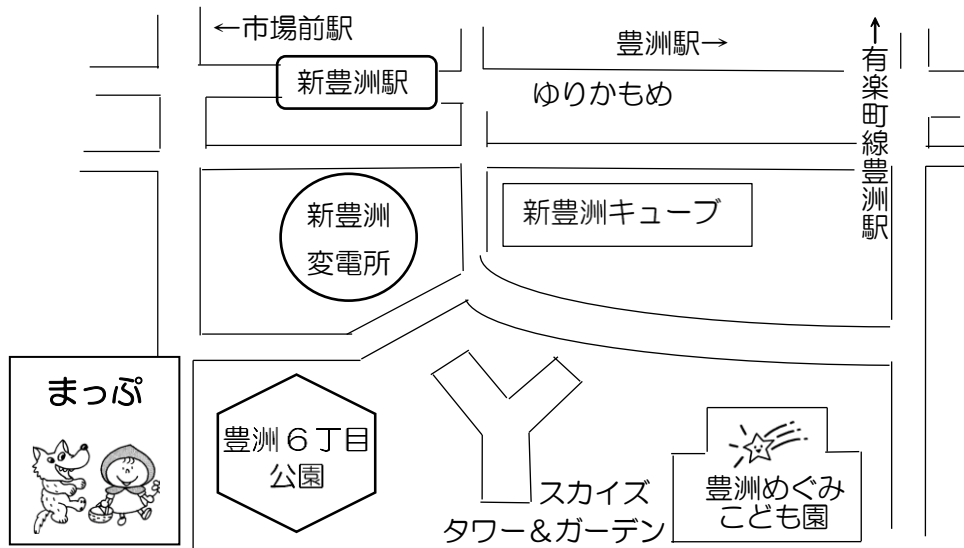 ←市場前駅
豊洲駅→
↑有楽町線豊洲駅
新豊洲駅
ゆりかもめ
新豊洲
変電所
新豊洲キューブ
まっぷ
豊洲６丁目
公園
スカイズ
タワー＆ガーデン
豊洲めぐみ
こども園